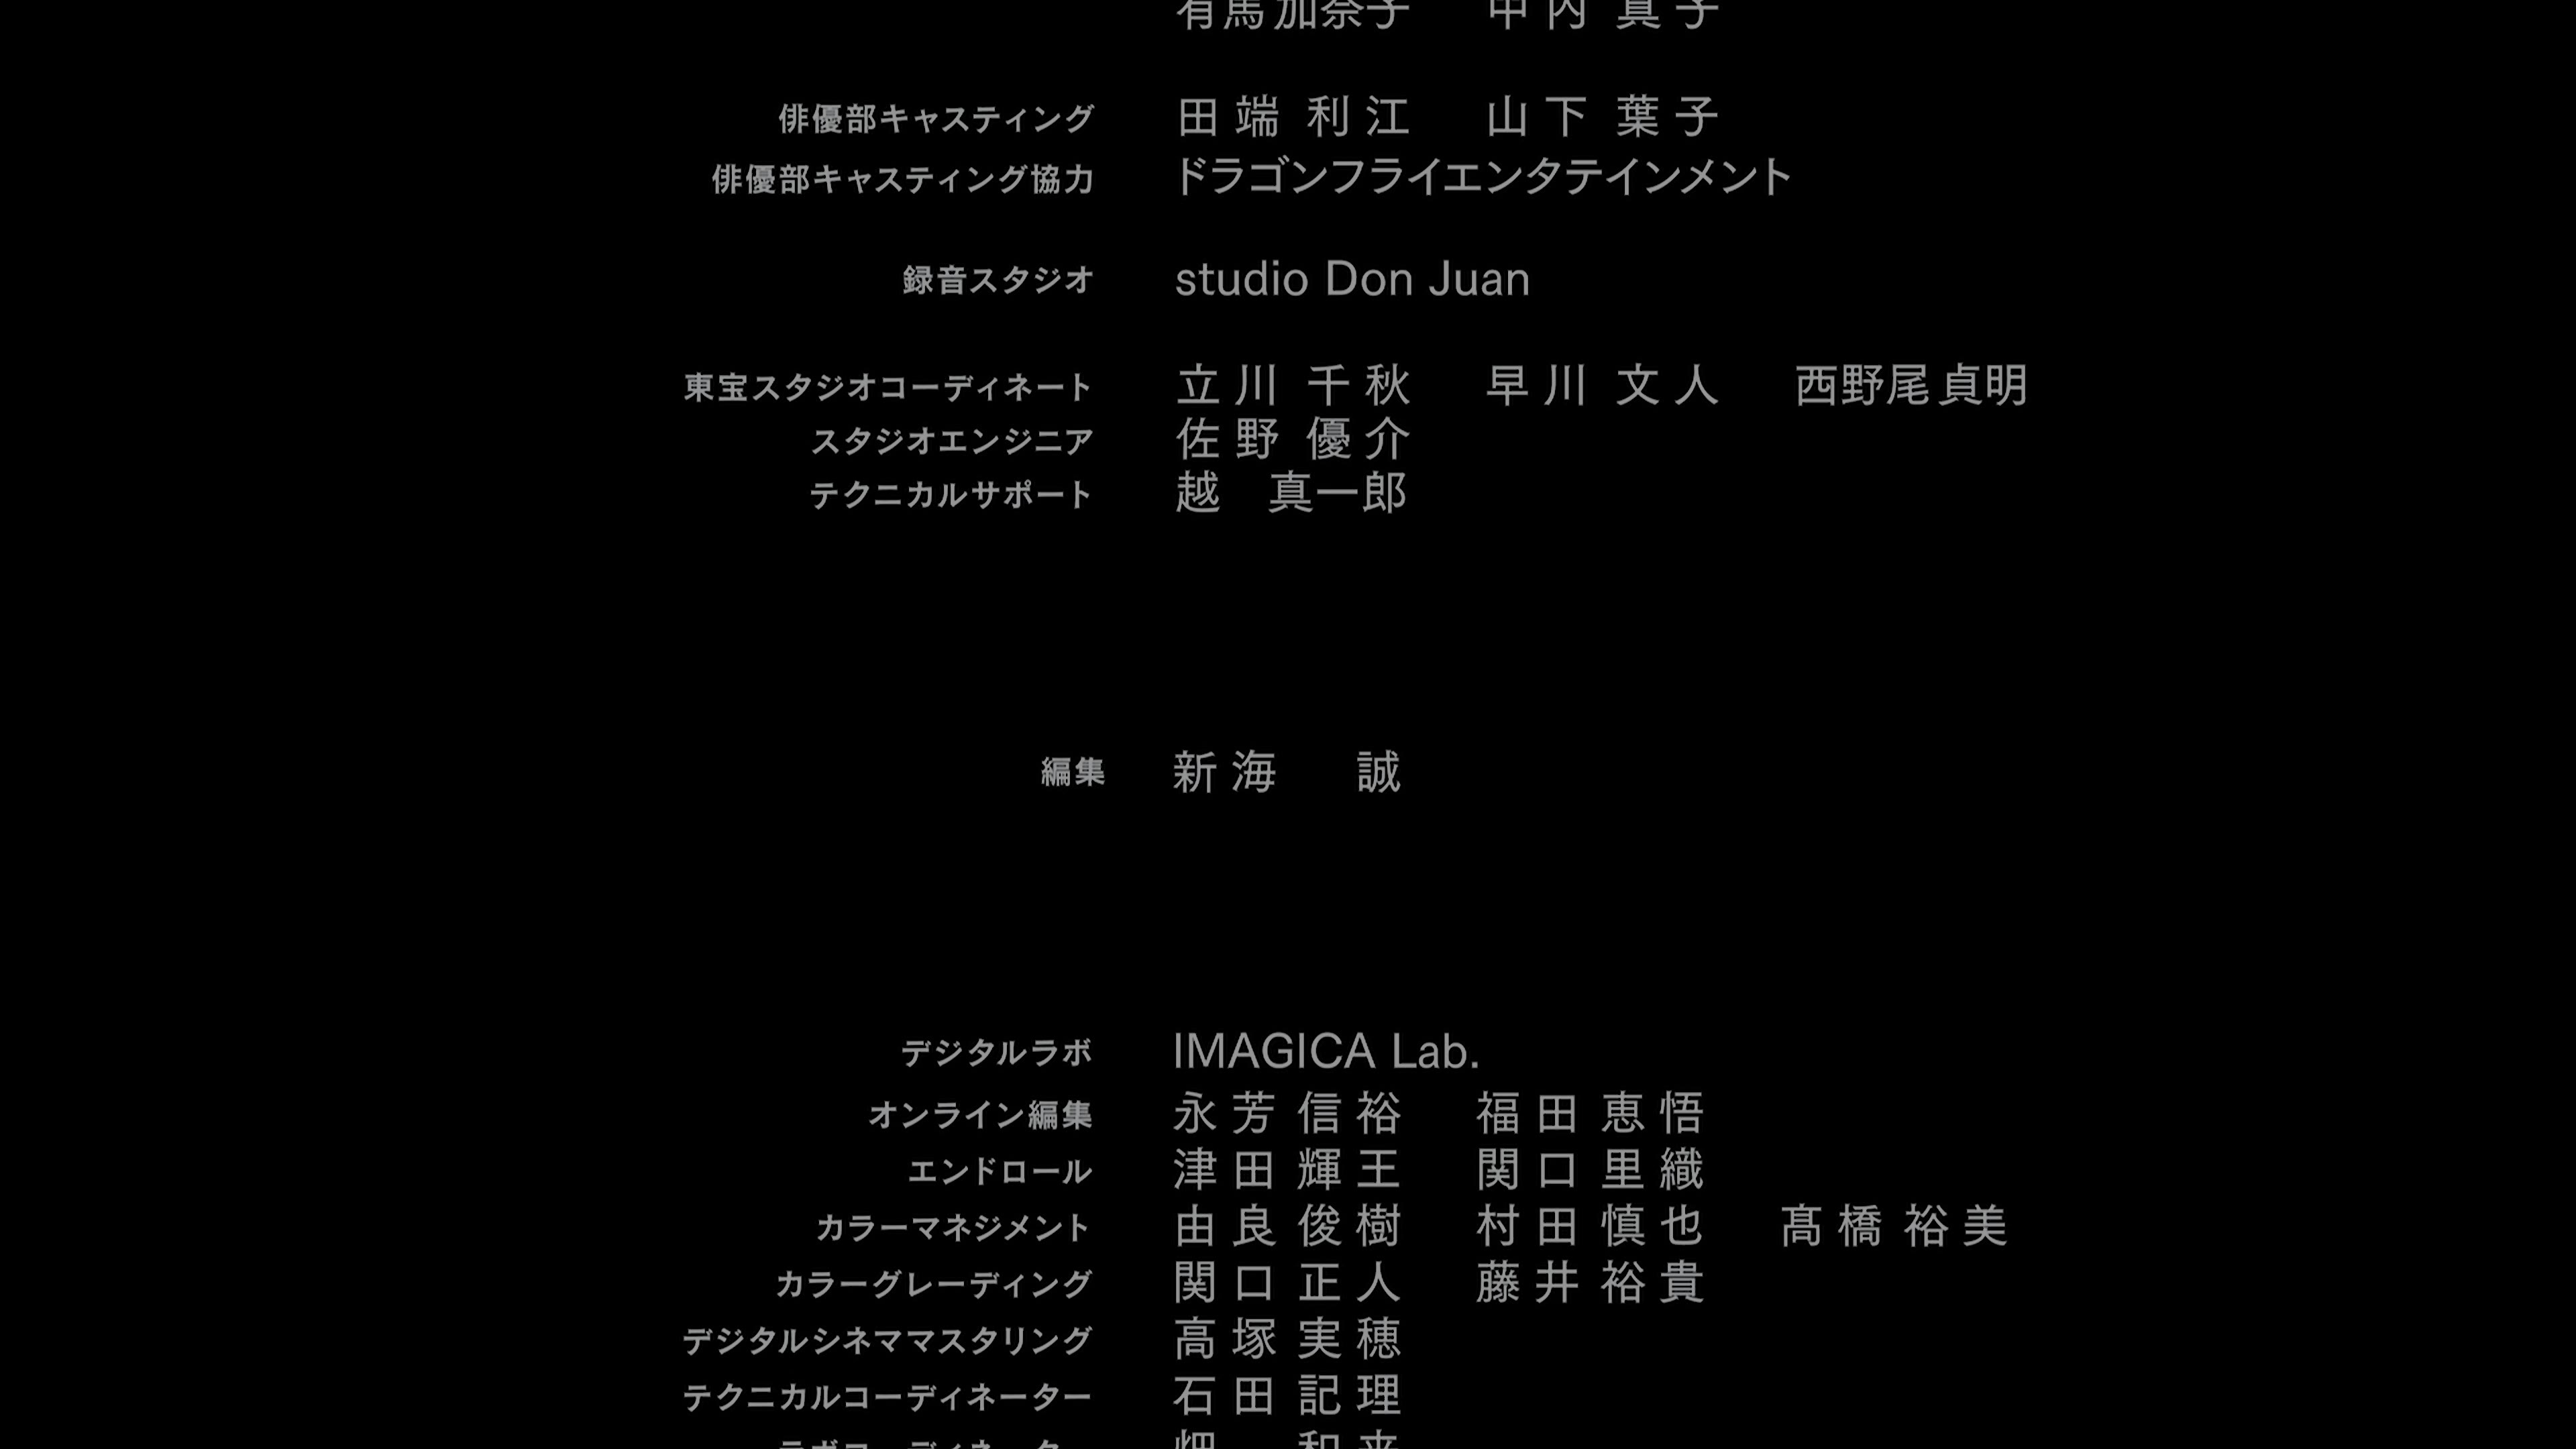 有馬加奈子 中内真子
俳優部キャスティング 田端利江 山下葉子
俳優部キャスティング協力 ドラゴンフライエンタテインメント
録音スタジオ studio Don Juan
東宝スタジオコーディネート 立川千秋 早川文人 西野尾貞明
スタジオエンジニア 佐野優介
テクニカルサポート 越 真一郎
編集 新海 誠
デジタルラボ IMAGICA Lab.
オンライン編集 永芳信裕 福田恵悟
エンドロール 津田輝王 関口里織
カラーマネジメント 由良俊樹 村田慎也 髙橋裕美
カラーグレーディング 関口正人 藤井裕貴
デジタルシネママスタリング 高塚実穂
テクニカルコーディネーター 石田記理